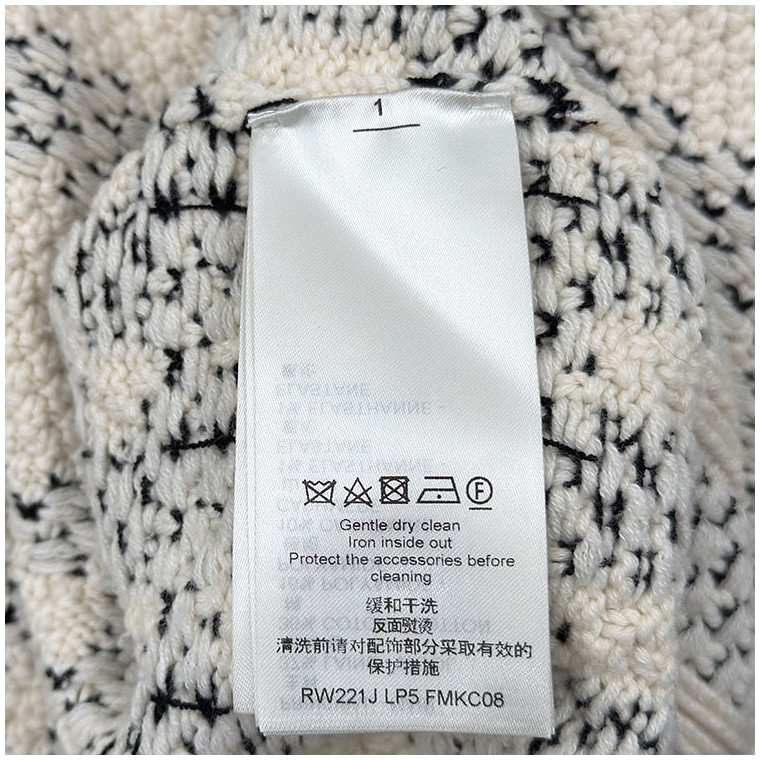 1
F
Gentle dry clean
Iron inside out
Protect the accessories before
cleaning
缓和干洗
反面熨烫
清洗前请对配饰部分采取有效的
保护措施
RW221J LP5 FMKC08